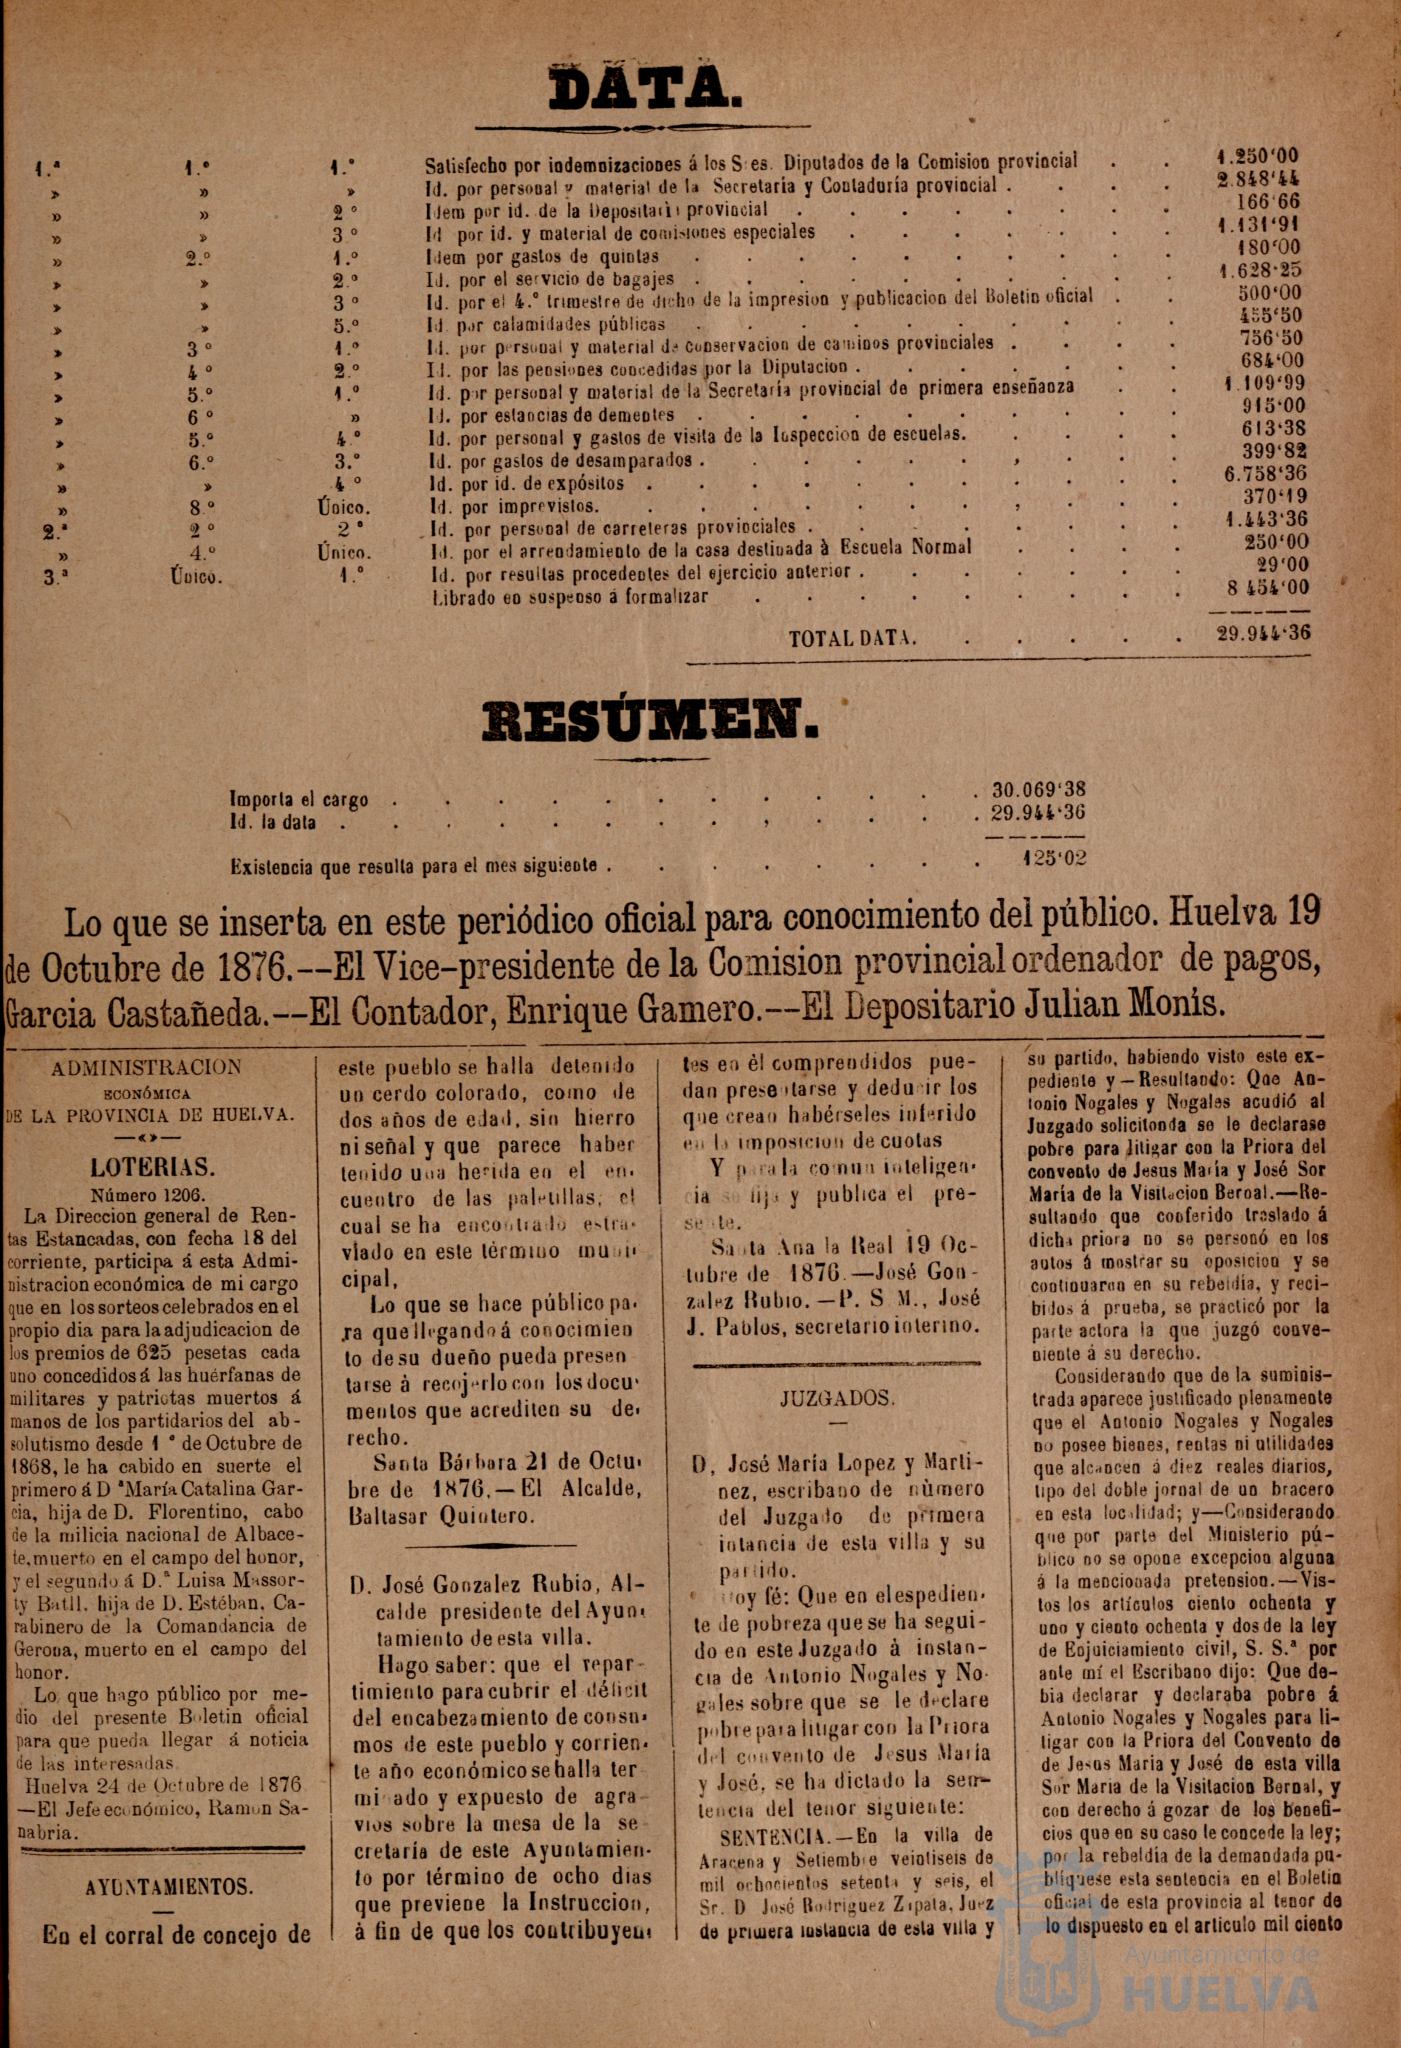 DATA.
1.ª 1.º 1.º Satisfecho por indemnizaciones á los S es. Diputados de la Comision provincial . . 1.250'00
» » » Id. por personal y material de la Secretaría y Contaduría provincial . . . . 2.848'44
» » 2º Idem por id. de la Depositaría provincial . . . . . . . . 166'66
» » 3º Id por id. y material de comisiones especiales . . . . . . . 1.131'91
» 2.º 1.º Idem por gastos de quintas . . . . . . . . . . 180'00
» » 2.º Id. por el servicio de bagajes . . . . . . . . . . 1.628'25
» » 3º Id. por el 4.º trimestre de dicho de la impresion y publicacion del Boletin oficial . . 500'00
» » 5.º Id por calamidades públicas . . . . . . . . . . 455'50
» 3º 1.º Id. por personal y material de conservacion de caminos provinciales . . . . 756'50
» 4º 2.º Id. por las pensiones concedidas por la Diputacion . . . . . . . 684'00
» 5.º 1.º Id. por personal y material de la Secretaría provincial de primera enseñanza . . 1.109'99
» 6º » Id. por estancias de dementes . . . . . . . . . . 915'00
» 5.º 4.º Id. por personal y gastos de visita de la Inspeccion de escuelas. . . . . 613'38
» 6.º 3.º Id. por gastos de desamparados . . . . . . , . . . 399'82
» » 4º Id. por id. de expósitos . . . . . . . . . . . 6.758'36
» 8.º Único. Id. por imprevistos. . . . . . . . , . . . 370'19
2.ª 2º 2º Id. por personal de carreteras provinciales . . . . . . . . 1.443'36
» 4.º Único. Id. por el arrendamiento de la casa destinada à Escuela Normal . . . . 250'00
3.ª Único. 1.º Id. por resultas procedentes del ejercicio anterior . . . . . . . 29'00
Librado en suspenso á formalizar . . . . . . . . . 8 454'00
TOTAL DATA. . . . . . 29.944'36
RESÚMEN.
Importa el cargo . . . . . . . . . . . . 30.069'38
Id. la data . . . . . . . . , . . . . 29.944'36
Existencia que resulta para el mes siguiente . . . . . . . . 125'02
Lo que se inserta en este periódico oficial para conocimiento del público. Huelva 19
de Octubre de 1876.--El Vice-presidente de la Comision provincial ordenador de pagos,
Garcia Castañeda.--El Contador, Enrique Gamero.--El Depositario Julian Monis.
ADMINISTRACION
ECONÓMICA
DE LA PROVINCIA DE HUELVA.
—«»—
LOTERIAS.
Número 1206.
La Direccion general de Ren-
tas Estancadas, con fecha 18 del
corriente, participa á esta Admi-
nistracion económica de mi cargo
que en los sorteos celebrados en el
propio dia para la adjudicacion de
los premios de 625 pesetas cada
uno concedidos á las huérfanas de
militares y patriotas muertos á
manos de los partidarios del ab-
solutismo desde 1 º de Octubre de
1868, le ha cabido en suerte el
primero á D ªMaría Catalina Gar-
cia, hija de D. Florentino, cabo
de la milicia nacional de Albace-
te, muerto en el campo del honor,
y el segundo á D.ª Luisa Massor-
ty Batll, hija de D. Estéban, Ca-
rabinero de la Comandancia de
Gerona, muerto en el campo del
honor.
Lo que hago público por me-
dio del presente Boletin oficial
para que pueda llegar á noticia
de las interesadas
Huelva 24 de Octubre de 1876
—El Jefe económico, Ramon Sa-
nabria.
AYUNTAMIENTOS.
—
En el corral de concejo de
este pueblo se halla detenido
un cerdo colorado, como de
dos años de edad, sin hierro
ni señal y que parece haber
tenido una herida en el en-
cuentro de las paletillas, el
cual se ha encontrado estra-
viado en este término muni
cipal,
Lo que se hace público pa-
ra que llegando á conocimien
to de su dueño pueda presen
tarse á recojerlo con los docu-
mentos que acrediten su de-
recho.
Santa Bárbara 21 de Octu-
bre de 1876.—El Alcalde,
Baltasar Quintero.
D. José Gonzalez Rubio, Al-
calde presidente del Ayun-
tamiento de esta villa.
Hago saber: que el repar-
timiento para cubrir el déficit
del encabezamiento de consu-
mos de este pueblo y corrien-
te año económico se halla ter
mi ado y expuesto de agra-
vios sobre la mesa de la se
cretaría de este Ayuntamien-
to por término de ocho dias
que previene la Instruccion,
á fin de que los contribuyen-
tes en él comprendidos pue-
dan presentarse y deducir los
que crean habérseles inferido
en la imposicion de cuotas
Y para la comun inteligen-
cia se fija y publica el pre-
sente.
Santa Ana la Real 19 Oc-
tubre de 1876.—José Gon-
zalez Rubio.—P. S M., José
J. Pablos, secretario interino.
JUZGADOS.
—
D, José María Lopez y Marti-
nez, escribano de número
del Juzgado de primera
intancia de esta villa y su
partido.
oy fé: Que en el espedien-
te de pobreza que se ha segui-
do en este Juzgado á instan-
cia de Antonio Nogales y No-
gales sobre que se le declare
pobre para litigar con la Priora
del convento de Jesus María
y José, se ha dictado la sen-
tencia del tenor siguiente:
SENTENCIA.—En la villa de
Aracena y Setiembre veintiseis de
mil ochocientos setenta y seis, el
Sr. D José Rodriguez Zapata, Juez
de primera instancia de esta villa y
su partido, habiendo visto este ex-
pediente y—Resultando: Que An-
tonio Nogales y Nogales acudió al
Juzgado solicitonda se le declarase
pobre para litigar con la Priora del
convento de Jesus María y José Sor
María de la Visitacion Bernal.—Re-
sultando que conferido traslado á
dicha priora no se personó en los
autos á mostrar su oposicion y se
continuaron en su rebeldía, y reci-
bidos á prueba, se practicó por la
parte actora la que juzgó conve-
niente á su derecho.
Considerando que de la suminis-
trada aparece justificado plenamente
que el Antonio Nogales y Nogales
no posee bienes, rentas ni utilidades
que alcancen á diez reales diarios,
tipo del doble jornal de un bracero
en esta localidad; y—Considerando
que por parte del Ministerio pú-
blico no se opone excepcion alguna
á la mencionada pretension.—Vis-
tos los artículos ciento ochenta y
uno y ciento ochenta y dos de la ley
de Enjuiciamiento civil, S. S.ª por
ante mí el Escribano dijo: Que de-
bia declarar y declaraba pobre á
Antonio Nogales y Nogales para li-
tigar con la Priora del Convento de
de Jesus Maria y José de esta villa
Sor Maria de la Visitacion Bernal, y
con derecho á gozar de los benefi-
cios que en su caso le concede la ley;
por la rebeldía de la demandada pu-
blíquese esta sentencia en el Boletin
oficial de esta provincia al tenor de
lo dispuesto en el articulo mil ciento
Ayuntamiento de
HUELVA